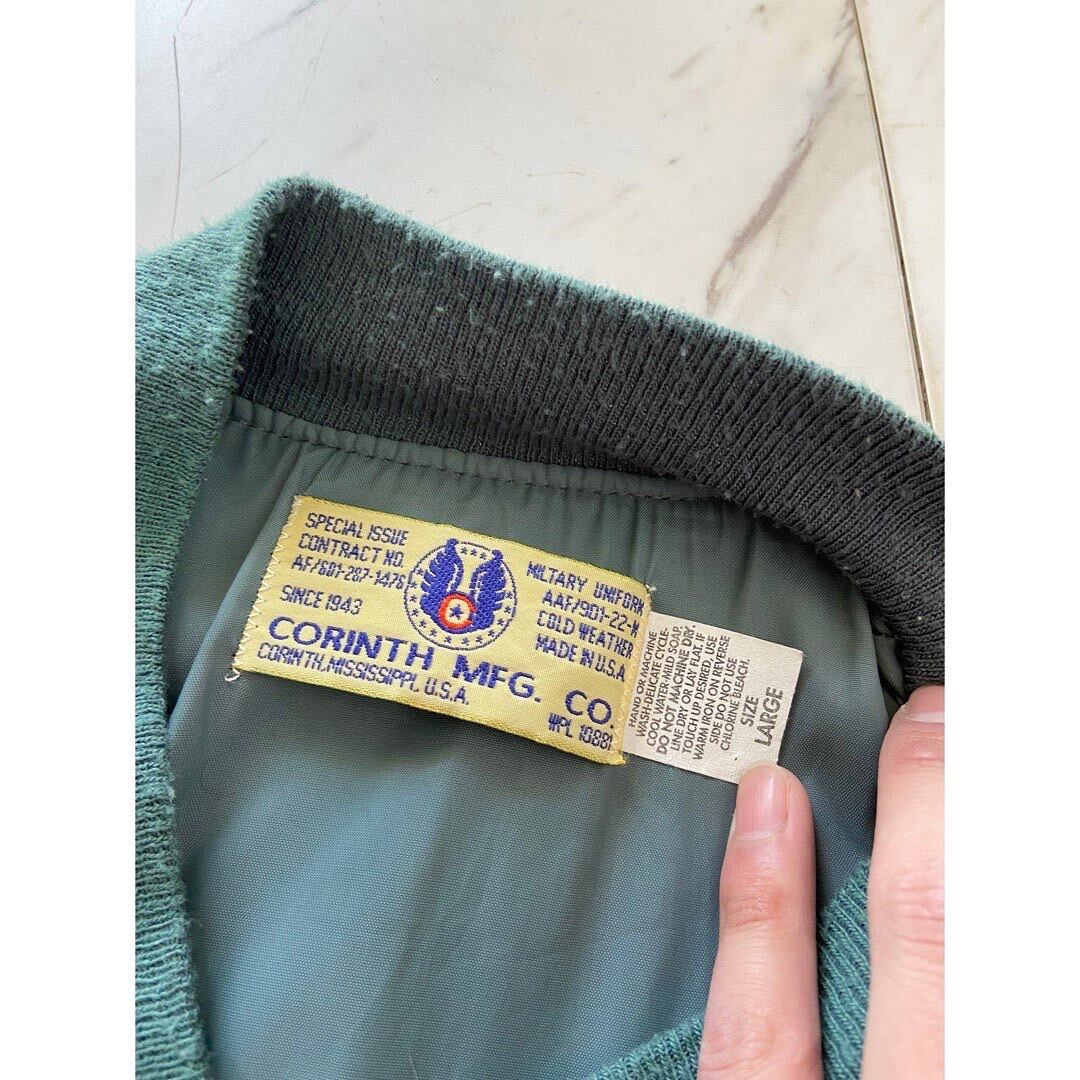 SPECIAL ISSUE
CONTRACT NO.
AF/601-207-1476
SINCE 1943
MILTARY UNIFORM
AAF/901-22-M
COLD WEATHER
MADE IN U.S.A
C
CORINTH MFG. CO.
CORINTH, MISSISSIPPI, U.S.A.
WPL 10881
HAND OR MACHINE
WASH-DELICATE CYCLE-
COOL WATER-MILD SOAP.
DO NOT MACHINE DRY.
LINE DRY OR LAY FLAT. IF
TOUCH UP DESIRED, USE
WARM IRON ON REVERSE
SIDE DO NOT USE
CHLORINE BLEACH.
SIZE
LARGE